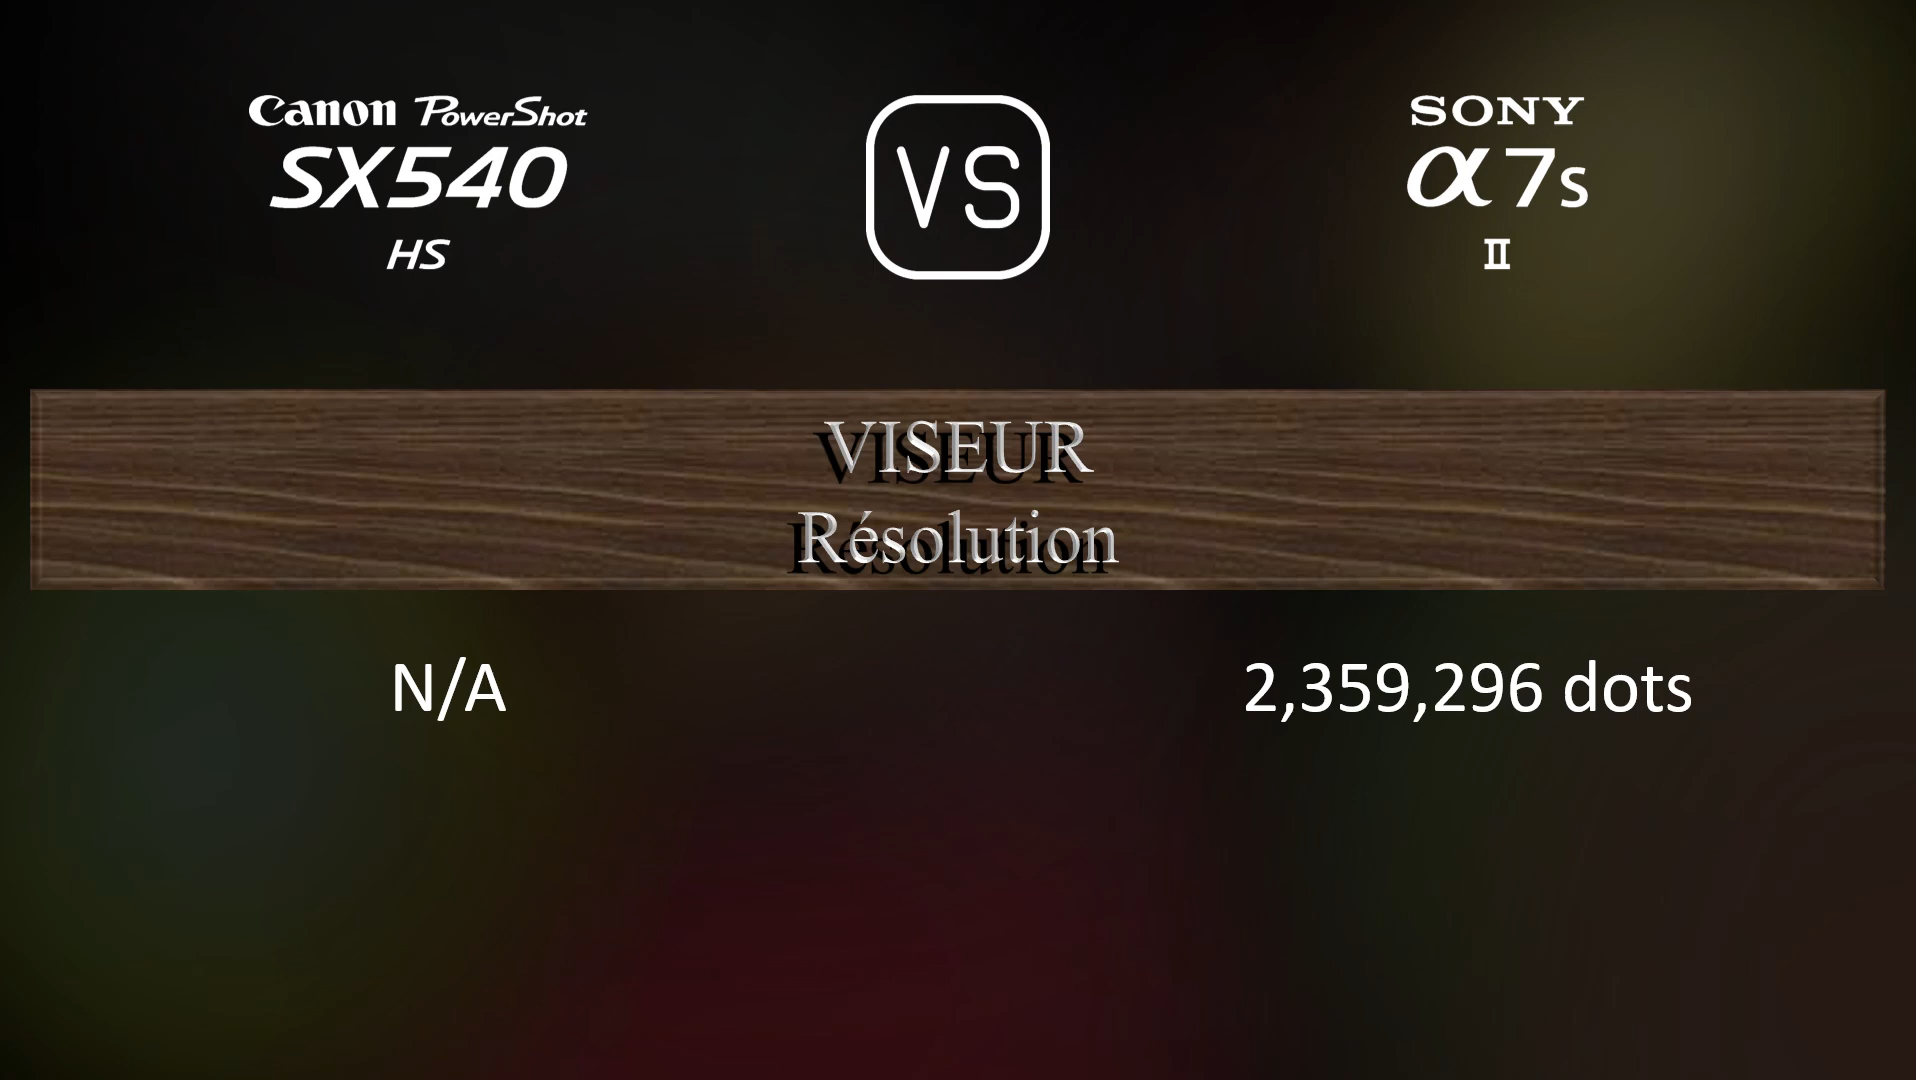 Canon PowerShot
SX540
HS
VS
SONY
α7s
II
VISEUR
Résolution
N/A
2,359,296 dots